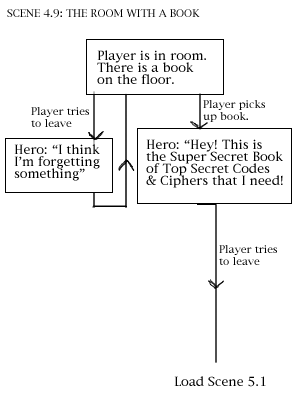 SCENE 4.9: THE ROOM WITH A BOOK
Player is in room.
There is a book
on the floor.
Player tries
to leave
Player picks
up book.
Hero: “I think
I’m forgetting
something”
Hero: “Hey! This is
the Super Secret Book
of Top Secret Codes
& Ciphers that I need!
Player tries
to leave
Load Scene 5.1